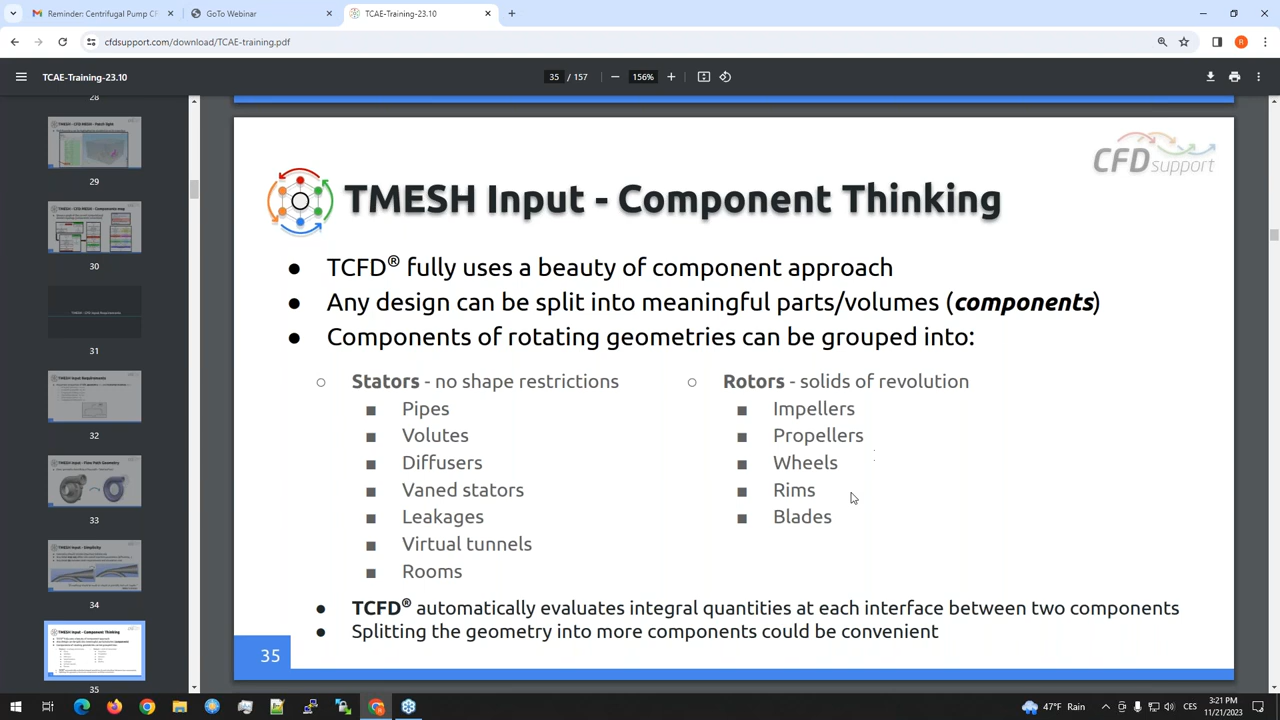 Reminder: Centrifugal Pump CF
GoTo Webinar
TCAE-Training-23.10
cfdsupport.com/download/TCAE-training.pdf
TCAE-Training-23.10
35 / 157
156%
28
29
30
31
32
33
34
35
CFDsupport
TMESH Input - Component Thinking
TCFD® fully uses a beauty of component approach
Any design can be split into meaningful parts/volumes (components)
Components of rotating geometries can be grouped into:
Stators - no shape restrictions
Pipes
Volutes
Diffusers
Vaned stators
Leakages
Virtual tunnels
Rooms
Rotors - solids of revolution
Impellers
Propellers
Wheels
Rims
Blades
TCFD® automatically evaluates integral quantities at each interface between two components
Splitting the geometry into more components could be convenient
35
47°F Rain
CES
3:21 PM
11/21/2023